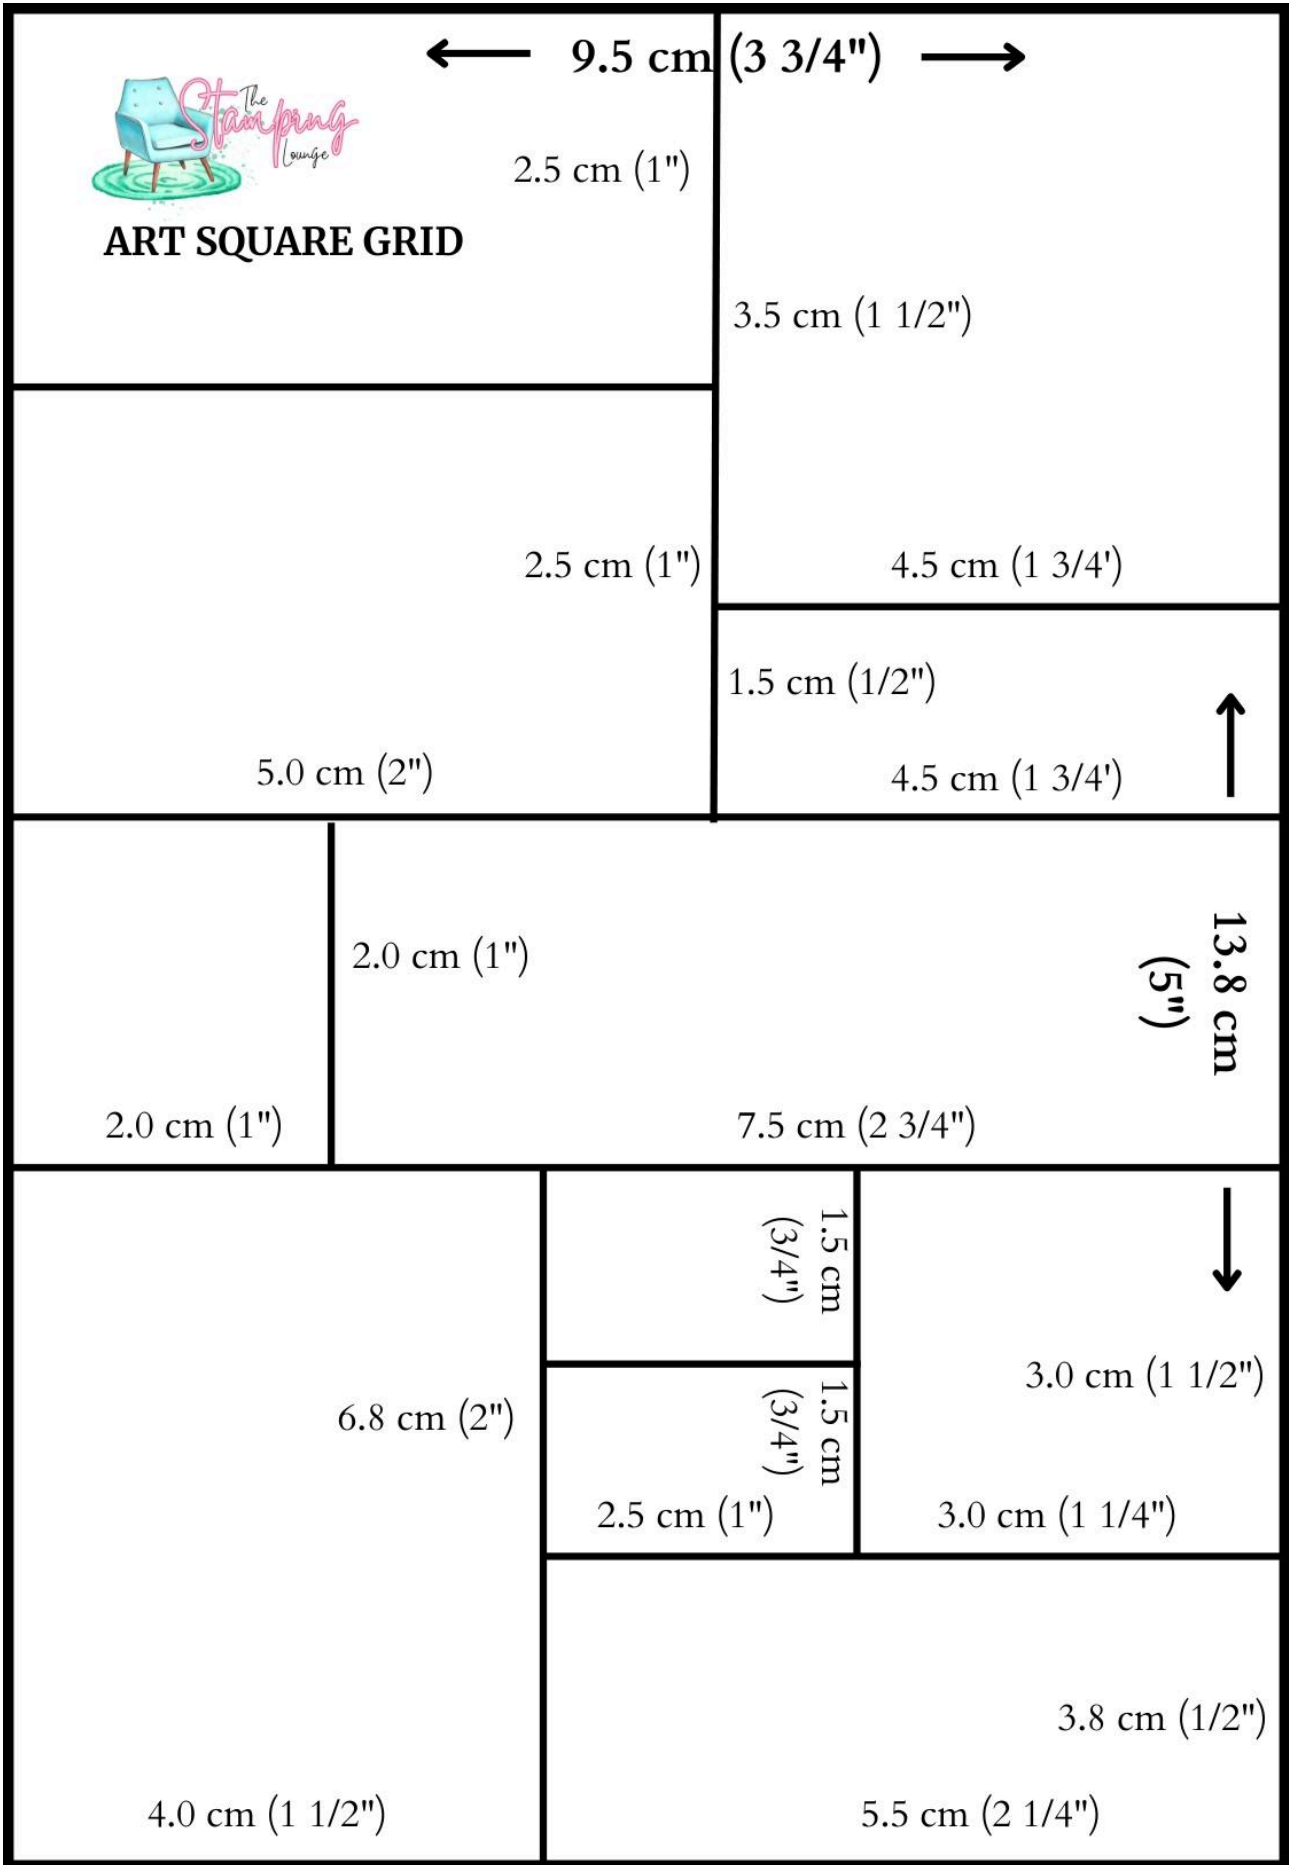 9.5 cm (3 3/4")
The
Stamping
Lounge
ART SQUARE GRID
2.5 cm (1")
3.5 cm (1 1/2")
2.5 cm (1")
4.5 cm (1 3/4')
1.5 cm (1/2")
5.0 cm (2")
4.5 cm (1 3/4')
2.0 cm (1")
13.8 cm
(5")
2.0 cm (1")
7.5 cm (2 3/4")
1.5 cm
(3/4")
3.0 cm (1 1/2")
6.8 cm (2")
1.5 cm
(3/4")
2.5 cm (1")
3.0 cm (1 1/4")
3.8 cm (1/2")
4.0 cm (1 1/2")
5.5 cm (2 1/4")